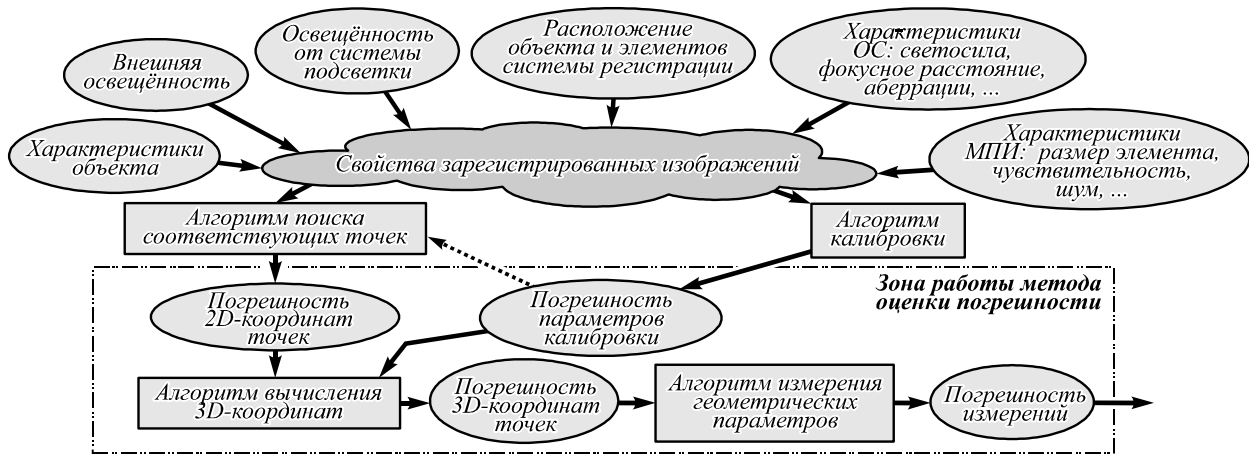 Внешняя
освещённость
Освещённость
от системы
подсветки
Расположение
объекта и элементов
системы регистрации
Характеристики
ОС: светосила,
фокусное расстояние,
аберрации, ...
Характеристики
объекта
Свойства зарегистрированных изображений
Характеристики
МПИ: размер элемента,
чувствительность,
шум, ...
Алгоритм поиска
соответствующих точек
Алгоритм
калибровки
Зона работы метода
оценки погрешности
Погрешность
2D-координат
точек
Погрешность
параметров
калибровки
Алгоритм вычисления
3D-координат
Погрешность
3D-координат
точек
Алгоритм измерения
геометрических
параметров
Погрешность
измерений